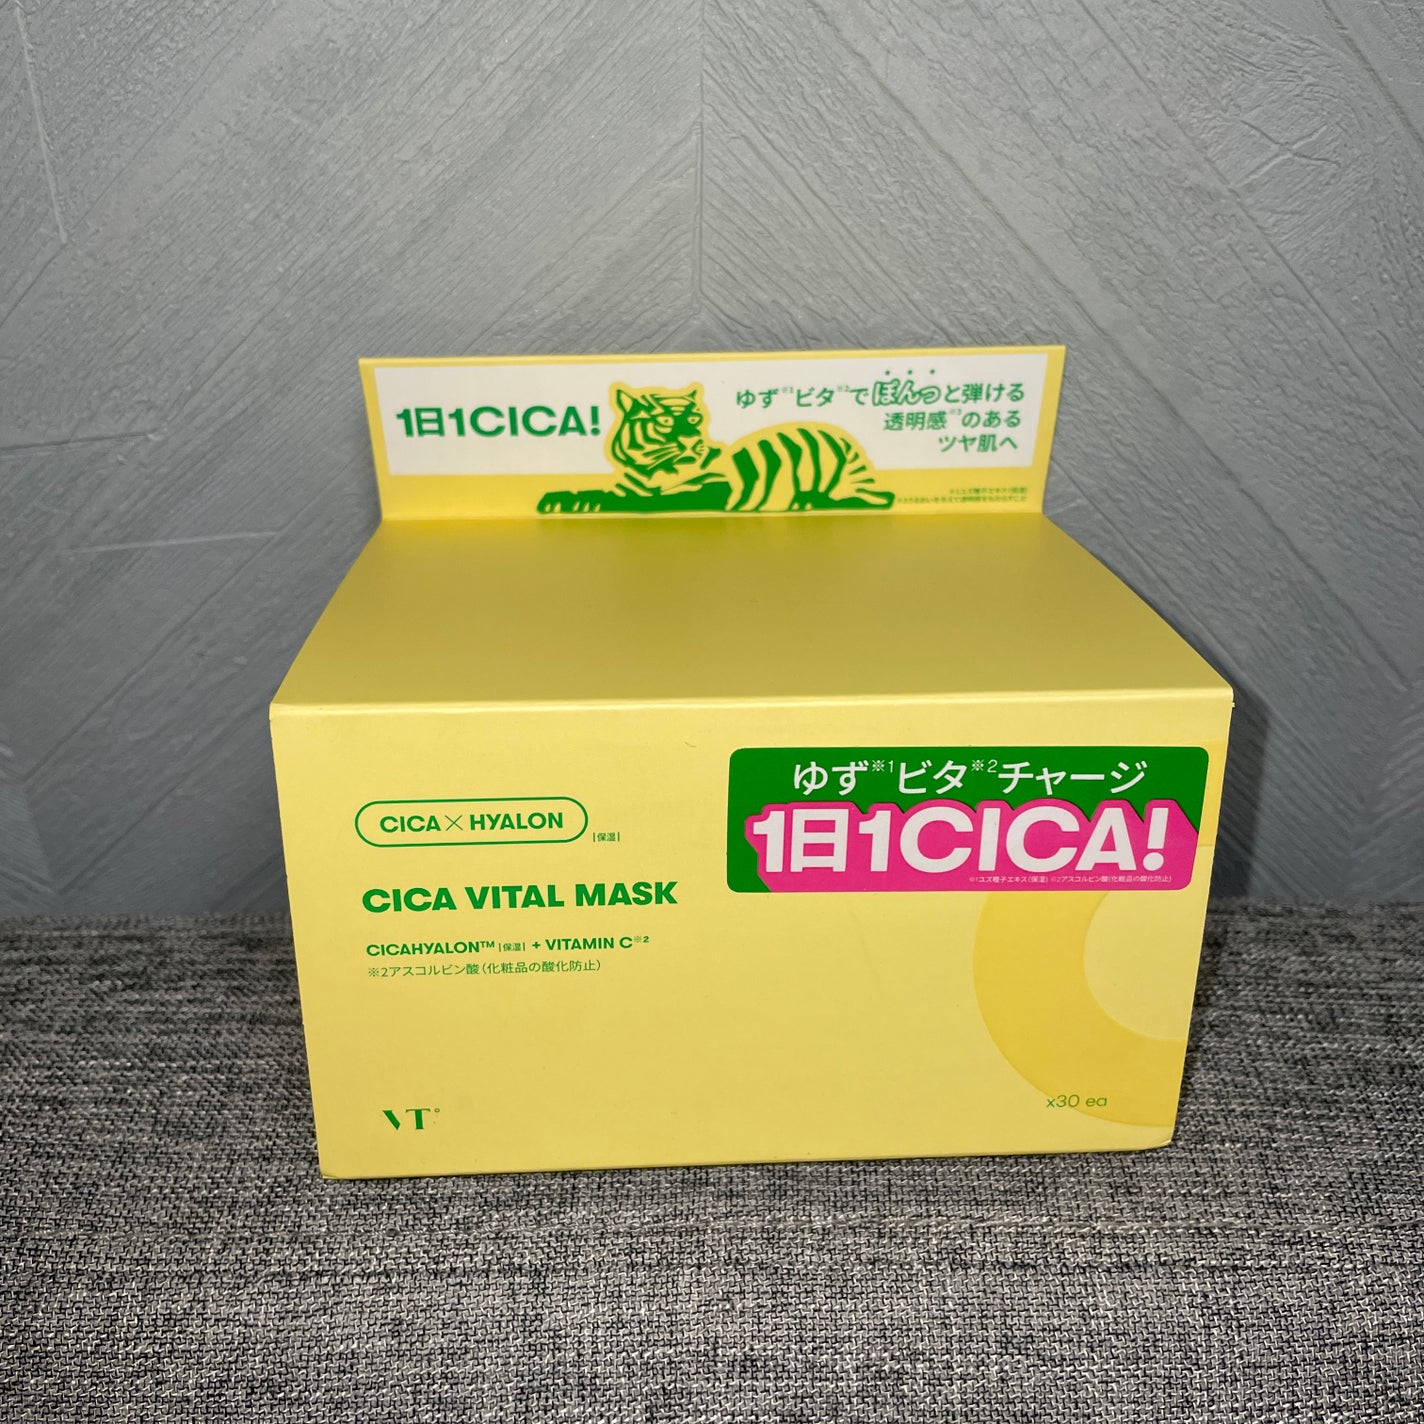 1日1CICA!
ゆず※1ビタ※2で ぽんっと弾ける
透明感※3のある
ツヤ肌へ
ゆず※1ビタ※2チャージ
1日1CICA!
※1ユズ種子エキス(保湿) ※2アスコルビン酸(化粧品の酸化防止)
CICA×HYALON |保湿|
CICA VITAL MASK
CICAHYALON™ |保湿| + VITAMIN C※2
※2アスコルビン酸(化粧品の酸化防止)
VT
x30 ea